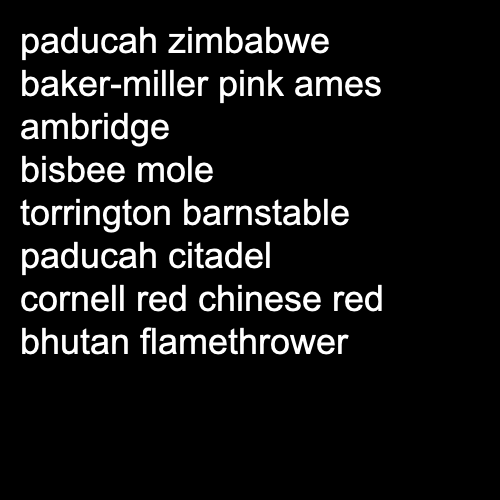 paducah zimbabwe
baker-miller pink ames
ambridge
bisbee mole
torrington barnstable
paducah citadel
cornell red chinese red
bhutan flamethrower